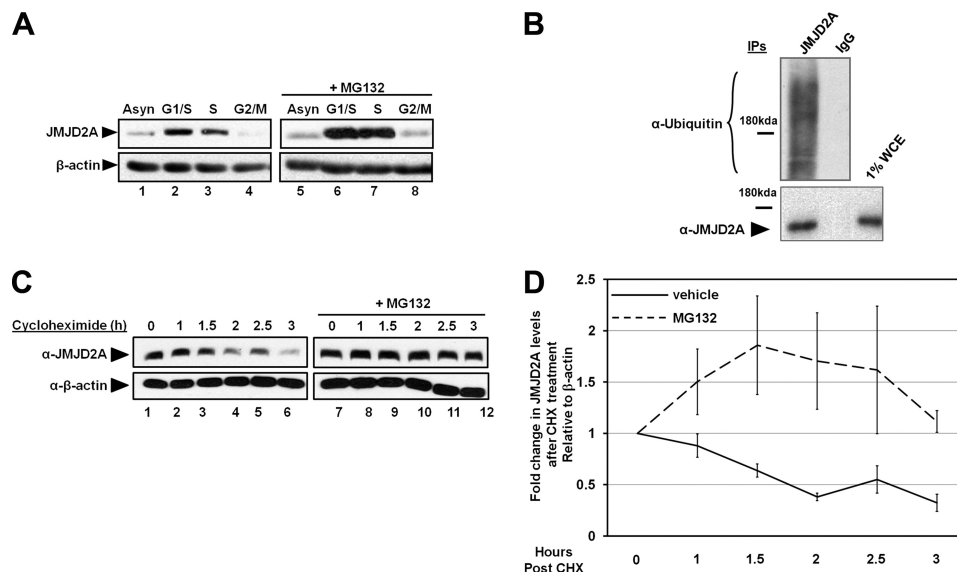 A
+ MG132
Asyn G1/S S G2/M Asyn G1/S S G2/M
JMJD2A
β-actin
1 2 3 4 5 6 7 8
B
IPs
JMJD2A
IgG
α-Ubiquitin
180kda
1% WCE
180kda
α-JMJD2A
C
+ MG132
Cycloheximide (h)
0 1 1.5 2 2.5 3 0 1 1.5 2 2.5 3
α-JMJD2A
α-β-actin
1 2 3 4 5 6 7 8 9 10 11 12
D
Fold change in JMJD2A levels
after CHX treatment
Relative to β-actin
2.5
2
1.5
1
0.5
0
vehicle
MG132
Hours
Post CHX
0 1 1.5 2 2.5 3